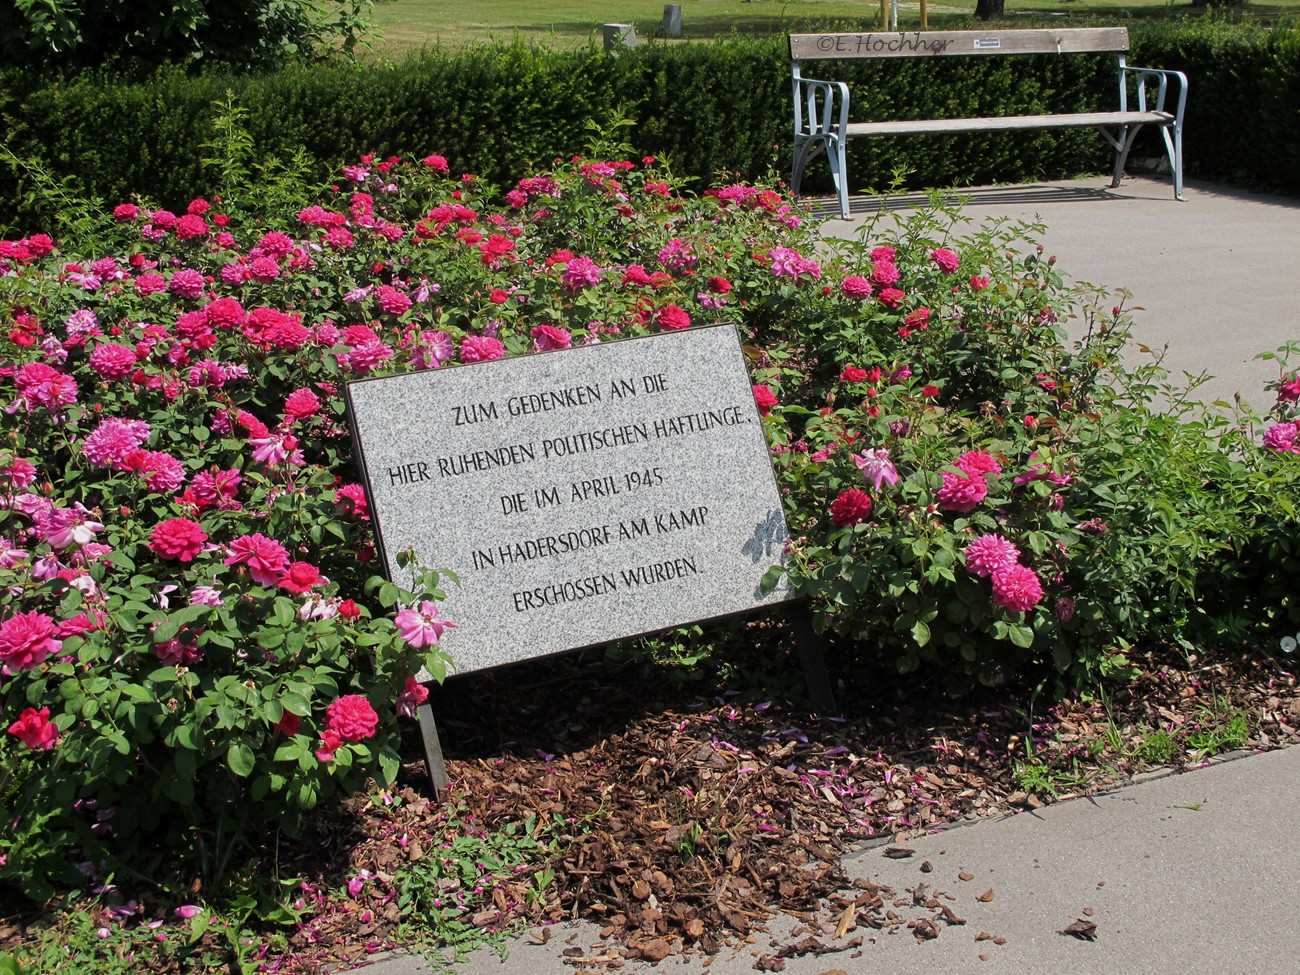 ©E.Hochher
ZUM GEDENKEN AN DIE
HIER RUHENDEN POLITISCHEN HÄFTLINGE,
DIE IM APRIL 1945
IN HADERSDORF AM KAMP
ERSCHOSSEN WURDEN.